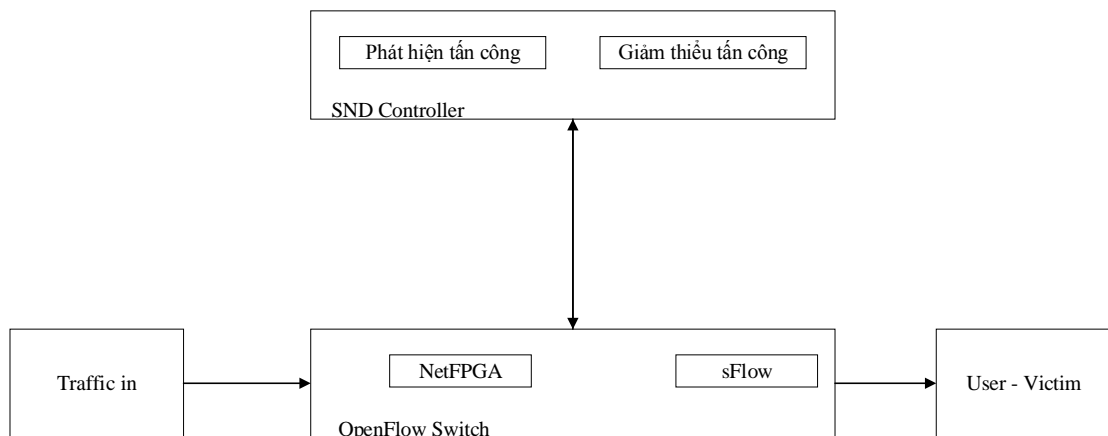 Phát hiện tấn công
Giảm thiểu tấn công
SND Controller
NetFPGA
sFlow
Traffic in
User - Victim
OpenFlow Switch